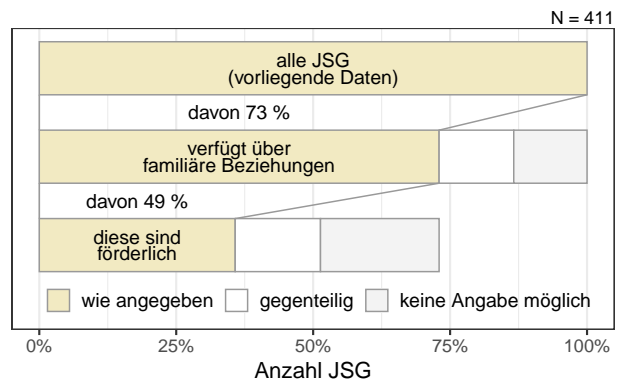 N = 411
alle JSG
(vorliegende Daten)
davon 73 %
verfügt über
familiäre Beziehungen
davon 49 %
diese sind
förderlich
wie angegeben gegenteilig keine Angabe möglich
0% 25% 50% 75% 100%
Anzahl JSG